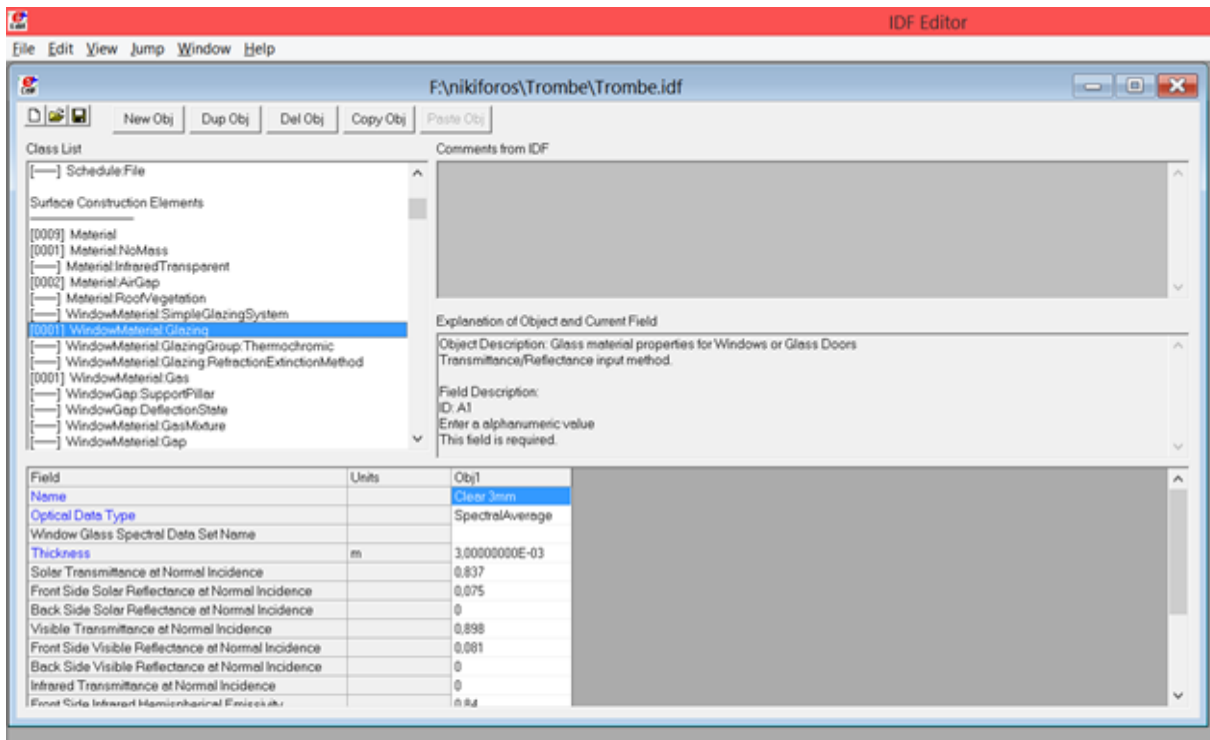 IDF Editor
File Edit View Jump Window Help
F:\nikiforos\Trombe\Trombe.idf
New Obj Dup Obj Del Obj Copy Obj Paste Obj
Class List
[----] Schedule:File
Surface Construction Elements
[0009] Material
[0001] Material:NoMass
[----] Material:InfraredTransparent
[0002] Material:AirGap
[----] Material:RoofVegetation
[----] WindowMaterial:SimpleGlazingSystem
[0001] WindowMaterial:Glazing
[----] WindowMaterial:GlazingGroup:Thermochromic
[----] WindowMaterial:Glazing:RefractionExtinctionMethod
[0001] WindowMaterial:Gas
[----] WindowGap:SupportPillar
[----] WindowGap:DeflectionState
[----] WindowMaterial:GasMixture
[----] WindowMaterial:Gap
Comments from IDF
Explanation of Object and Current Field
Object Description: Glass material properties for Windows or Glass Doors
Transmittance/Reflectance input method.
Field Description:
ID: A1
Enter a alphanumeric value
This field is required.
Field Units Obj1
Name Clear 3mm
Optical Data Type SpectralAverage
Window Glass Spectral Data Set Name
Thickness m 3,00000000E-03
Solar Transmittance at Normal Incidence 0,837
Front Side Solar Reflectance at Normal Incidence 0,075
Back Side Solar Reflectance at Normal Incidence 0
Visible Transmittance at Normal Incidence 0,898
Front Side Visible Reflectance at Normal Incidence 0,081
Back Side Visible Reflectance at Normal Incidence 0
Infrared Transmittance at Normal Incidence 0
Front Side Infrared Hemispherical Emissivity 0,84